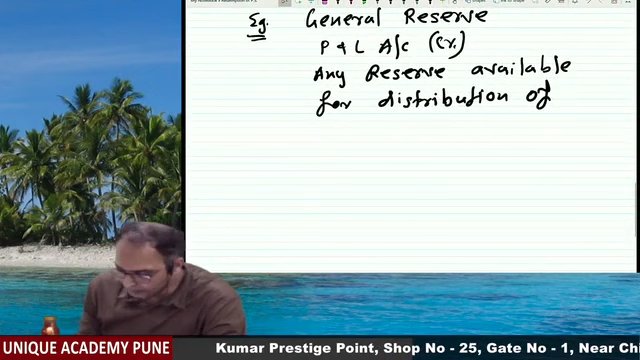 Eg. General Reserve
P & L A/c (Cr.)
Any Reserve available
for distribution of
UNIQUE ACADEMY PUNE
Kumar Prestige Point, Shop No - 25, Gate No - 1, Near Ch